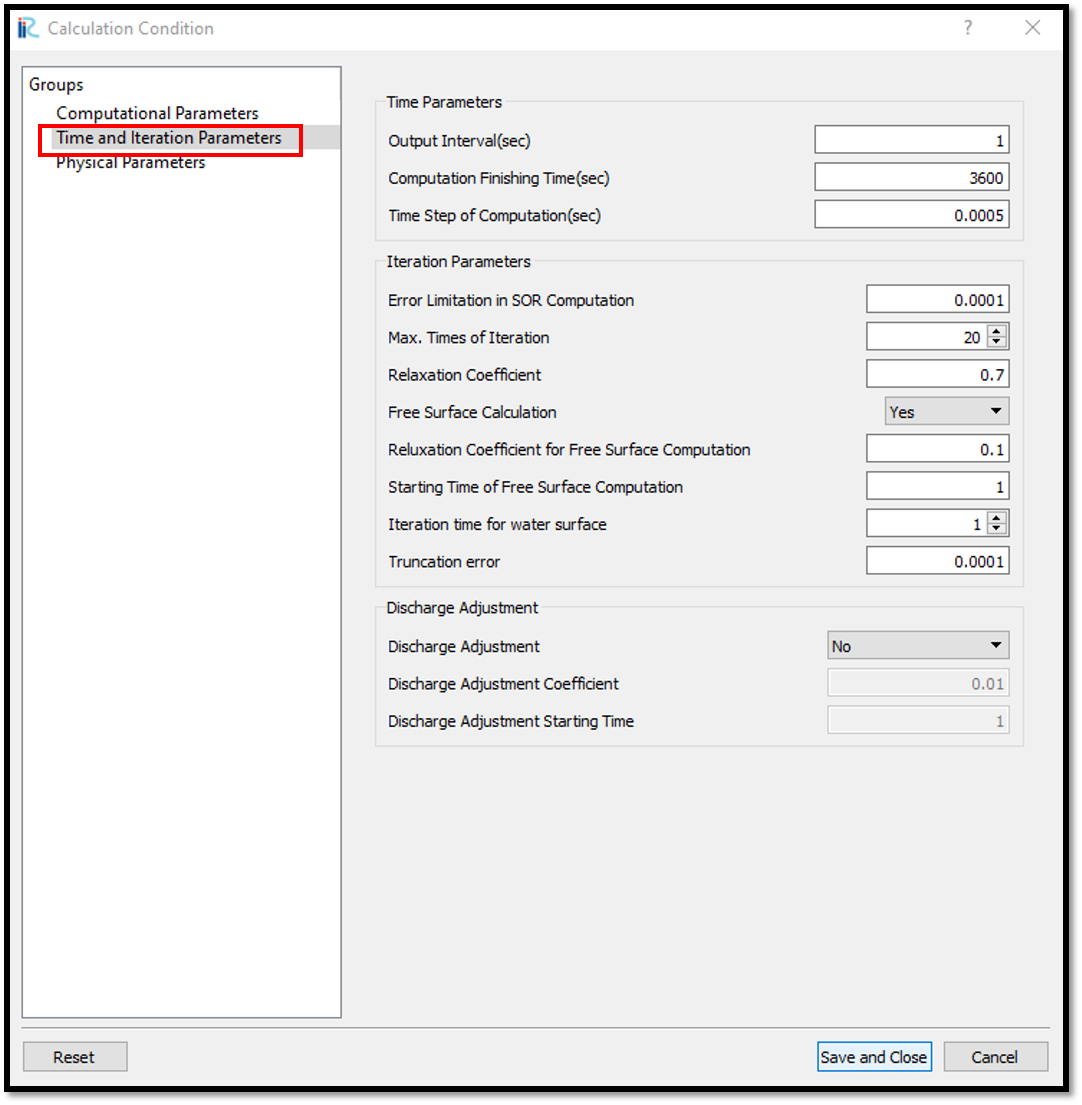 iRC Calculation Condition ?
Groups
Computational Parameters
Time and Iteration Parameters
Physical Parameters
Time Parameters
Output Interval(sec) 1
Computation Finishing Time(sec) 3600
Time Step of Computation(sec) 0.0005
Iteration Parameters
Error Limitation in SOR Computation 0.0001
Max. Times of Iteration 20
Relaxation Coefficient 0.7
Free Surface Calculation Yes
Reluxation Coefficient for Free Surface Computation 0.1
Starting Time of Free Surface Computation 1
Iteration time for water surface 1
Truncation error 0.0001
Discharge Adjustment
Discharge Adjustment No
Discharge Adjustment Coefficient 0.01
Discharge Adjustment Starting Time 1
Reset Save and Close Cancel